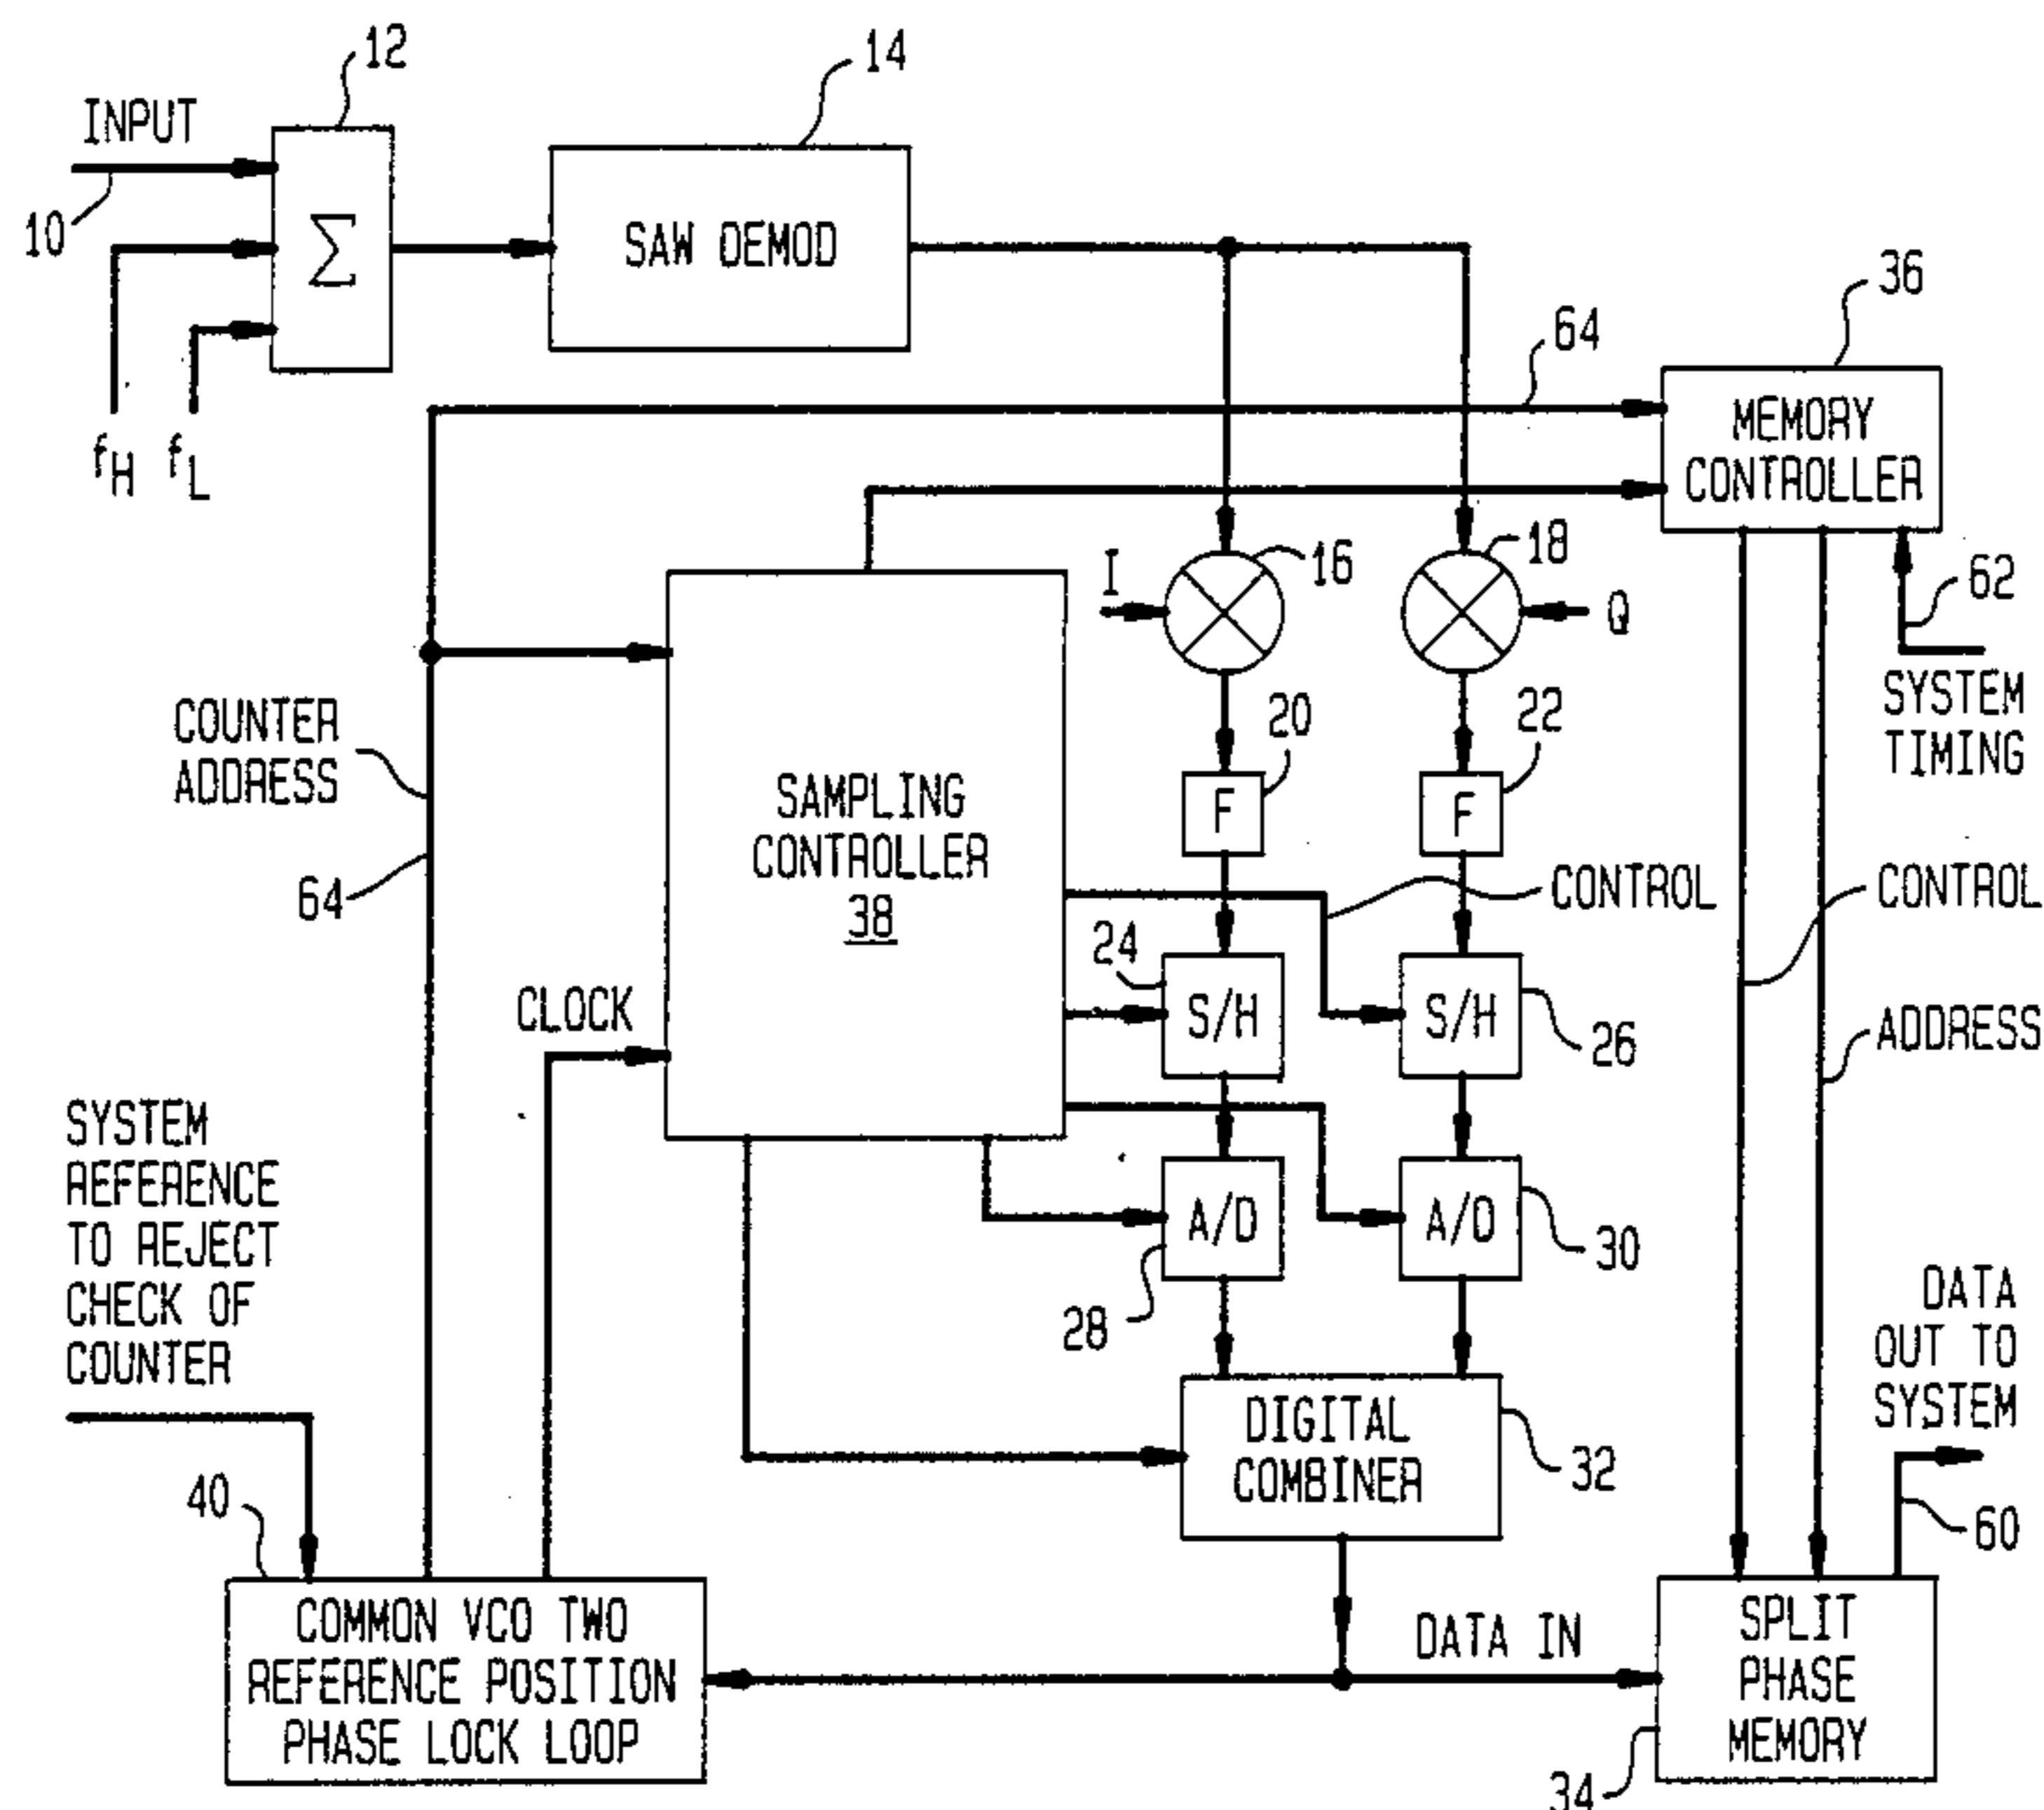 12
14
INPUT
10
Σ
SAW DEMOD
36
64
fH fL
MEMORY
CONTROLLER
I
16
18
Q
62
SYSTEM
TIMING
COUNTER
ADDRESS
64
SAMPLING
CONTROLLER
38
20
22
F
F
CONTROL
CONTROL
24
S/H
S/H
26
ADDRESS
CLOCK
SYSTEM
REFERENCE
TO REJECT
CHECK OF
COUNTER
A/D
A/D
28
30
DATA
OUT TO
SYSTEM
DIGITAL
COMBINER
32
40
60
COMMON VCO TWO
REFERENCE POSITION
PHASE LOCK LOOP
DATA IN
SPLIT
PHASE
MEMORY
34